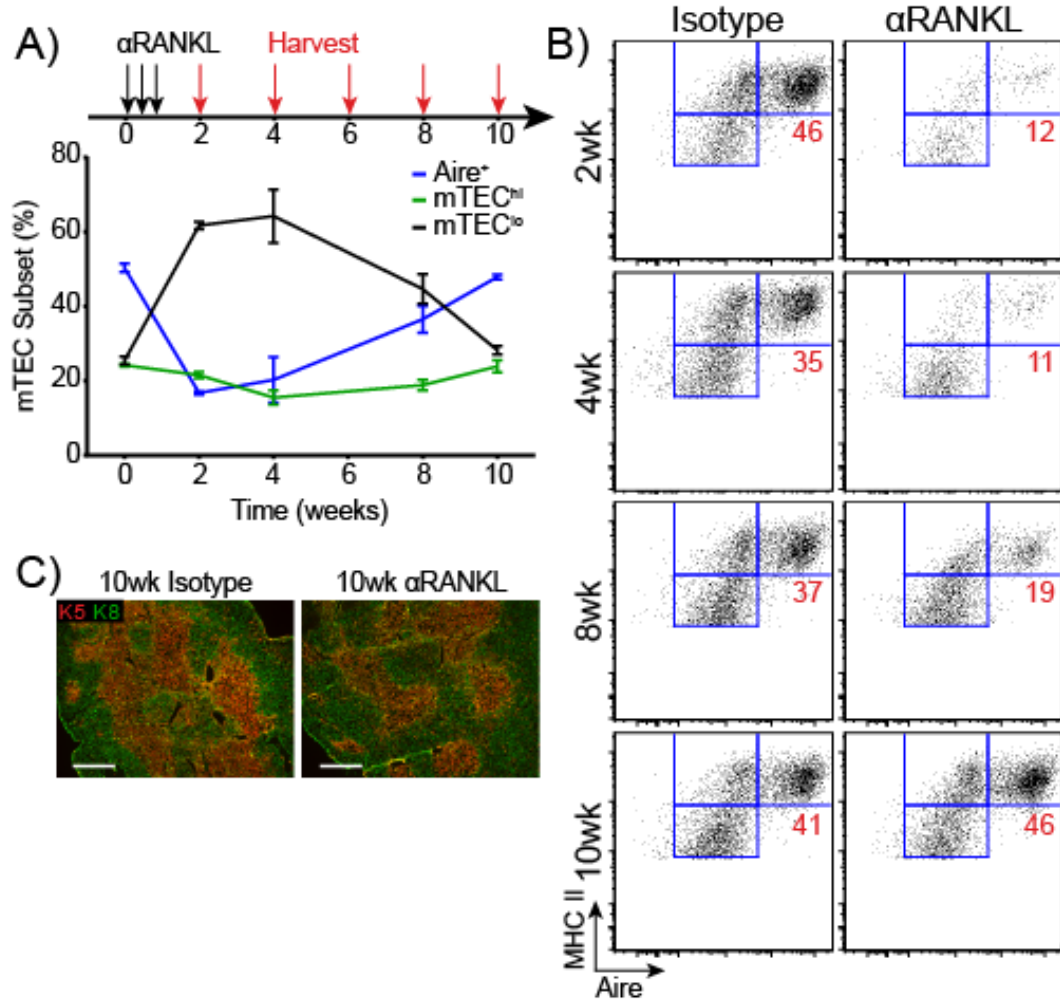 A)
αRANKL Harvest
0 2 4 6 8 10
80
60
40
20
0
mTEC Subset (%)
Aire⁺
mTECʰⁱ
mTECˡᵒ
0 2 4 6 8 10
Time (weeks)
B)
Isotype αRANKL
2wk
46 12
4wk
35 11
8wk
37 19
10wk
41 46
MHC II
Aire
C)
10wk Isotype 10wk αRANKL
K5 K8